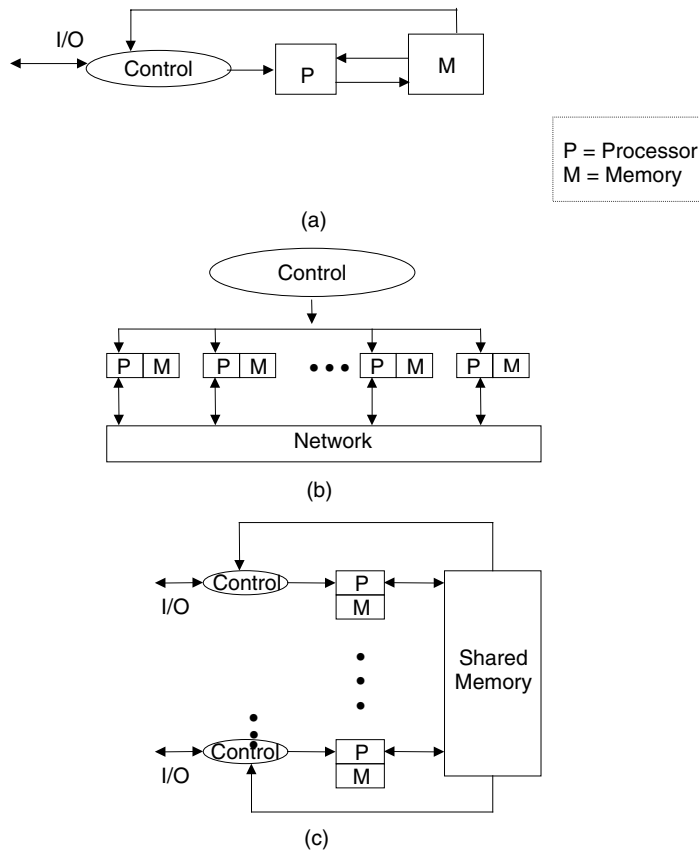 I/O
Control
P
M
P = Processor
M = Memory
(a)
Control
P M P M P M P M
Network
(b)
Control
P
I/O
M
Shared
Memory
Control
P
I/O
M
(c)